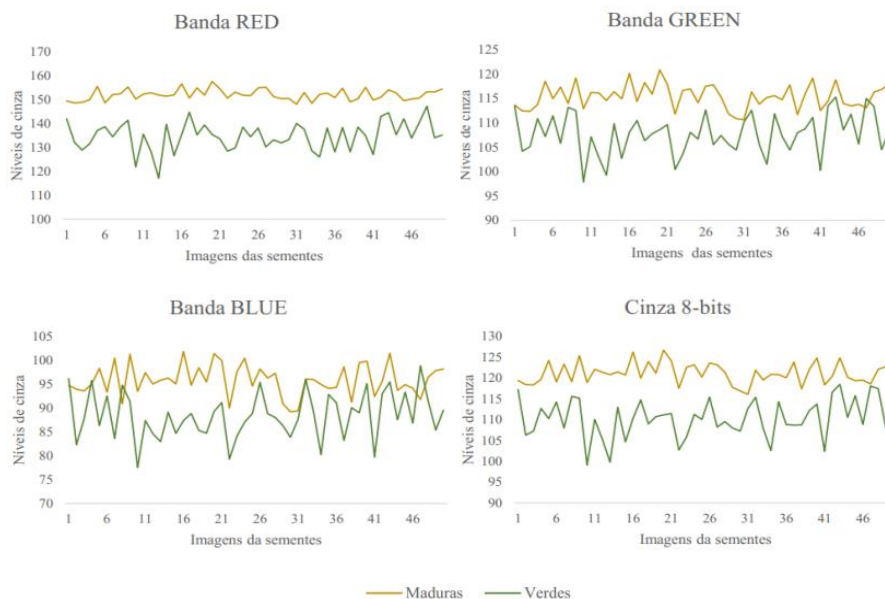 Banda RED
170
160
150
140
130
120
110
100
Níveis de cinza
1 6 11 16 21 26 31 36 41 46
Imagens das sementes
Banda GREEN
125
120
115
110
105
100
95
90
Níveis de cinza
1 6 11 16 21 26 31 36 41 46
Imagens das sementes
Banda BLUE
105
100
95
90
85
80
75
70
Níveis de cinza
1 6 11 16 21 26 31 36 41 46
Imagens da sementes
Cinza 8-bits
130
125
120
115
110
105
100
95
90
Níveis de cinza
1 6 11 16 21 26 31 36 41 46
Imagens da sementes
Maduras Verdes